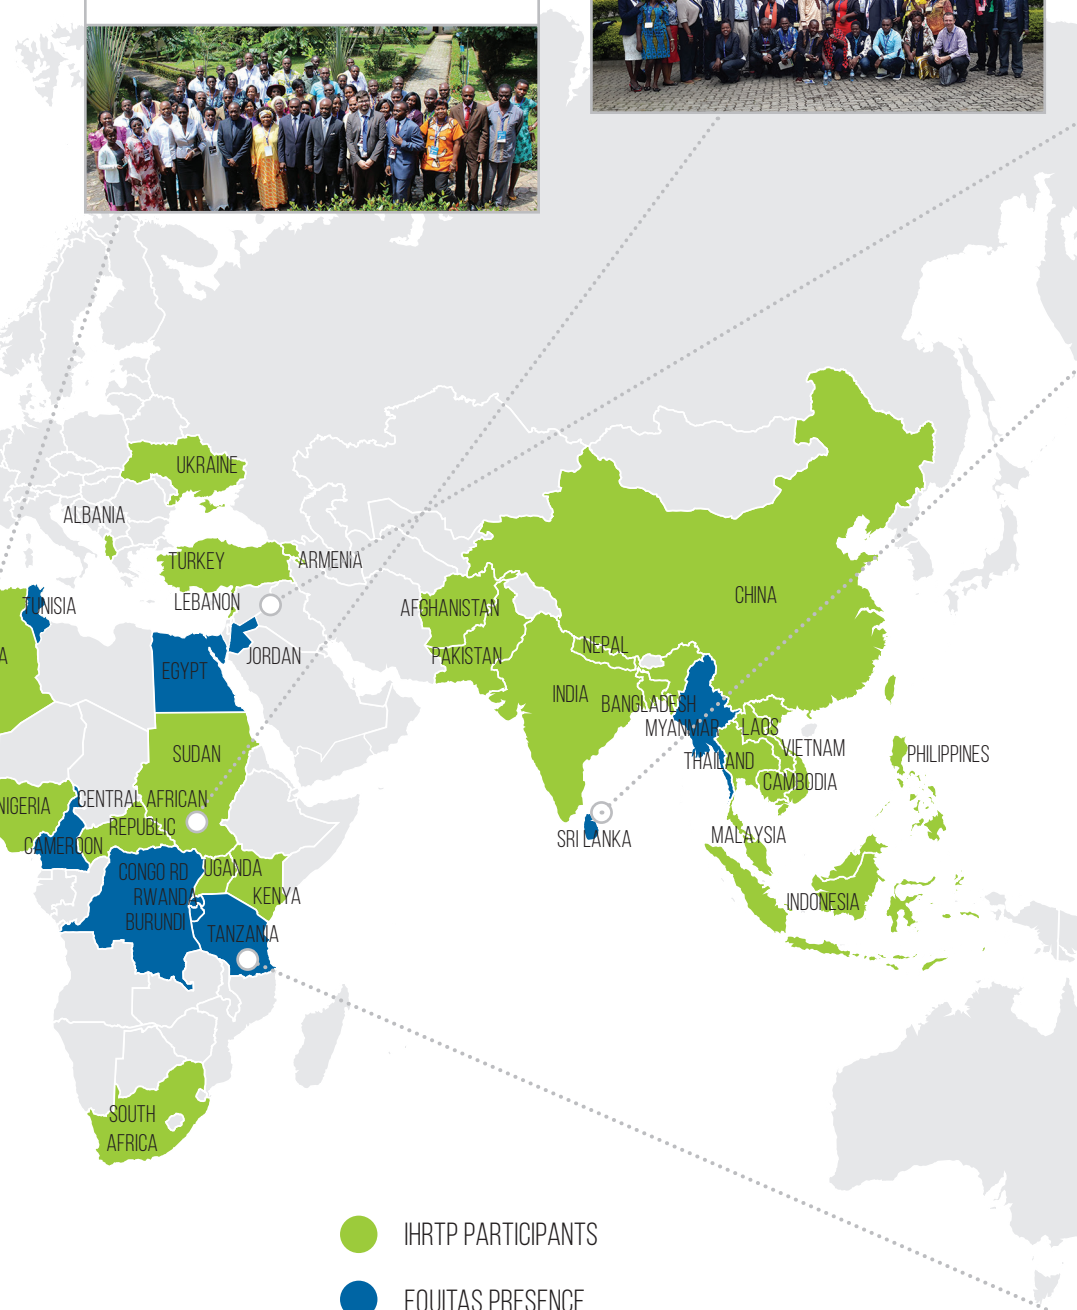 UKRAINE
ALBANIA
TURKEY
ARMENIA
TUNISIA
LEBANON
AFGHANISTAN
CHINA
A
EGYPT
JORDAN
PAKISTAN
NEPAL
INDIA
BANGLADESH
MYANMAR
LAOS
SUDAN
THAILAND
VIETNAM
PHILIPPINES
CAMBODIA
NIGERIA
CENTRAL AFRICAN
REPUBLIC
CAMEROON
SRI LANKA
MALAYSIA
CONGO RD
UGANDA
RWANDA
KENYA
INDONESIA
BURUNDI
TANZANIA
SOUTH
AFRICA
IHRTP PARTICIPANTS
EQUITAS PRESENCE